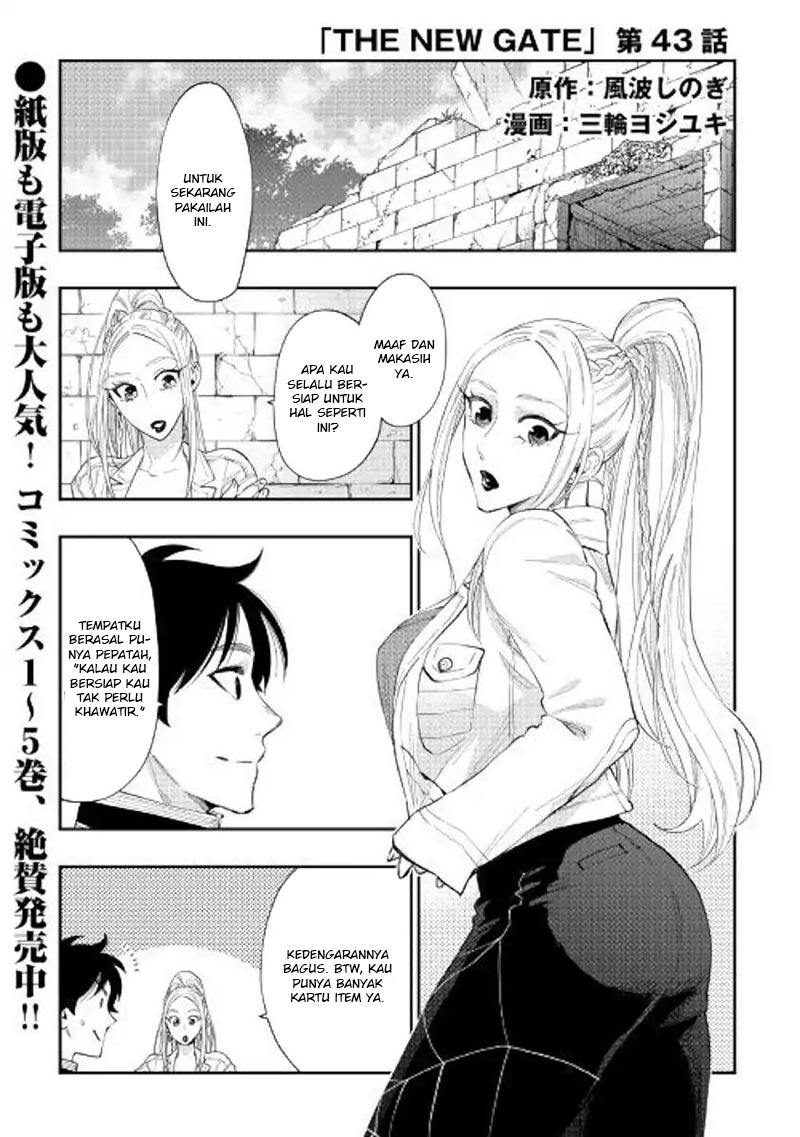 「THE NEW GATE」 第43話
原作：風波しのぎ
漫画：三輪ヨシユキ
●紙版も電子版も大人気！ コミックス1～5巻、絶賛発売中!!
UNTUK
SEKARANG
PAKAILAH
INI.
MAAF DAN
MAKASIH
YA.
APA KAU
SELALU BER-
SIAP UNTUK
HAL SEPERTI
INI?
TEMPATKU
BERASAL PU-
NYA PEPATAH,
"KALAU KAU
BERSIAP KAU
TAK PERLU
KHAWATIR."
KEDENGARANNYA
BAGUS. BTW, KAU
PUNYA BANYAK
KARTU ITEM YA.